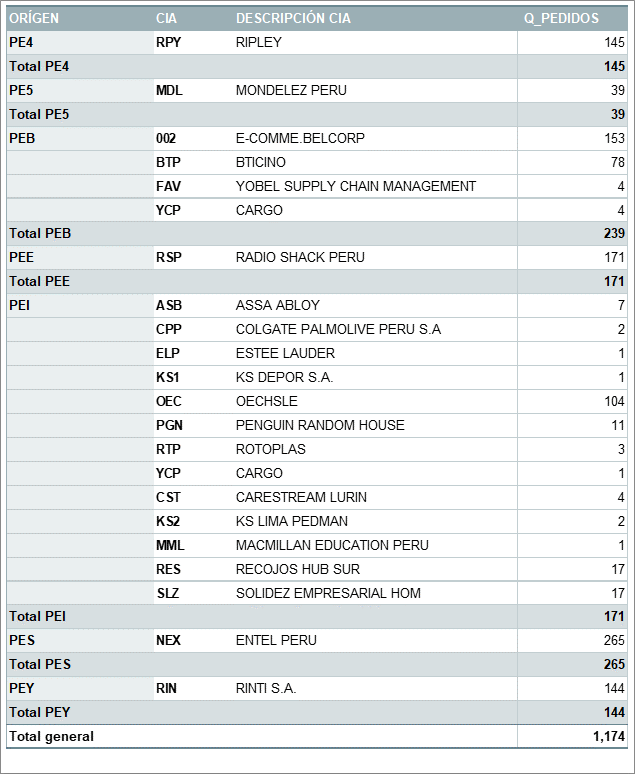 ORÍGEN CIA DESCRIPCIÓN CIA Q_PEDIDOS
PE4 RPY RIPLEY 145
Total PE4 145
PE5 MDL MONDELEZ PERU 39
Total PE5 39
PEB 002 E-COMME.BELCORP 153
BTP BTICINO 78
FAV YOBEL SUPPLY CHAIN MANAGEMENT 4
YCP CARGO 4
Total PEB 239
PEE RSP RADIO SHACK PERU 171
Total PEE 171
PEI ASB ASSA ABLOY 7
CPP COLGATE PALMOLIVE PERU S.A 2
ELP ESTEE LAUDER 1
KS1 KS DEPOR S.A. 1
OEC OECHSLE 104
PGN PENGUIN RANDOM HOUSE 11
RTP ROTOPLAS 3
YCP CARGO 1
CST CARESTREAM LURIN 4
KS2 KS LIMA PEDMAN 2
MML MACMILLAN EDUCATION PERU 1
RES RECOJOS HUB SUR 17
SLZ SOLIDEZ EMPRESARIAL HOM 17
Total PEI 171
PES NEX ENTEL PERU 265
Total PES 265
PEY RIN RINTI S.A. 144
Total PEY 144
Total general 1,174